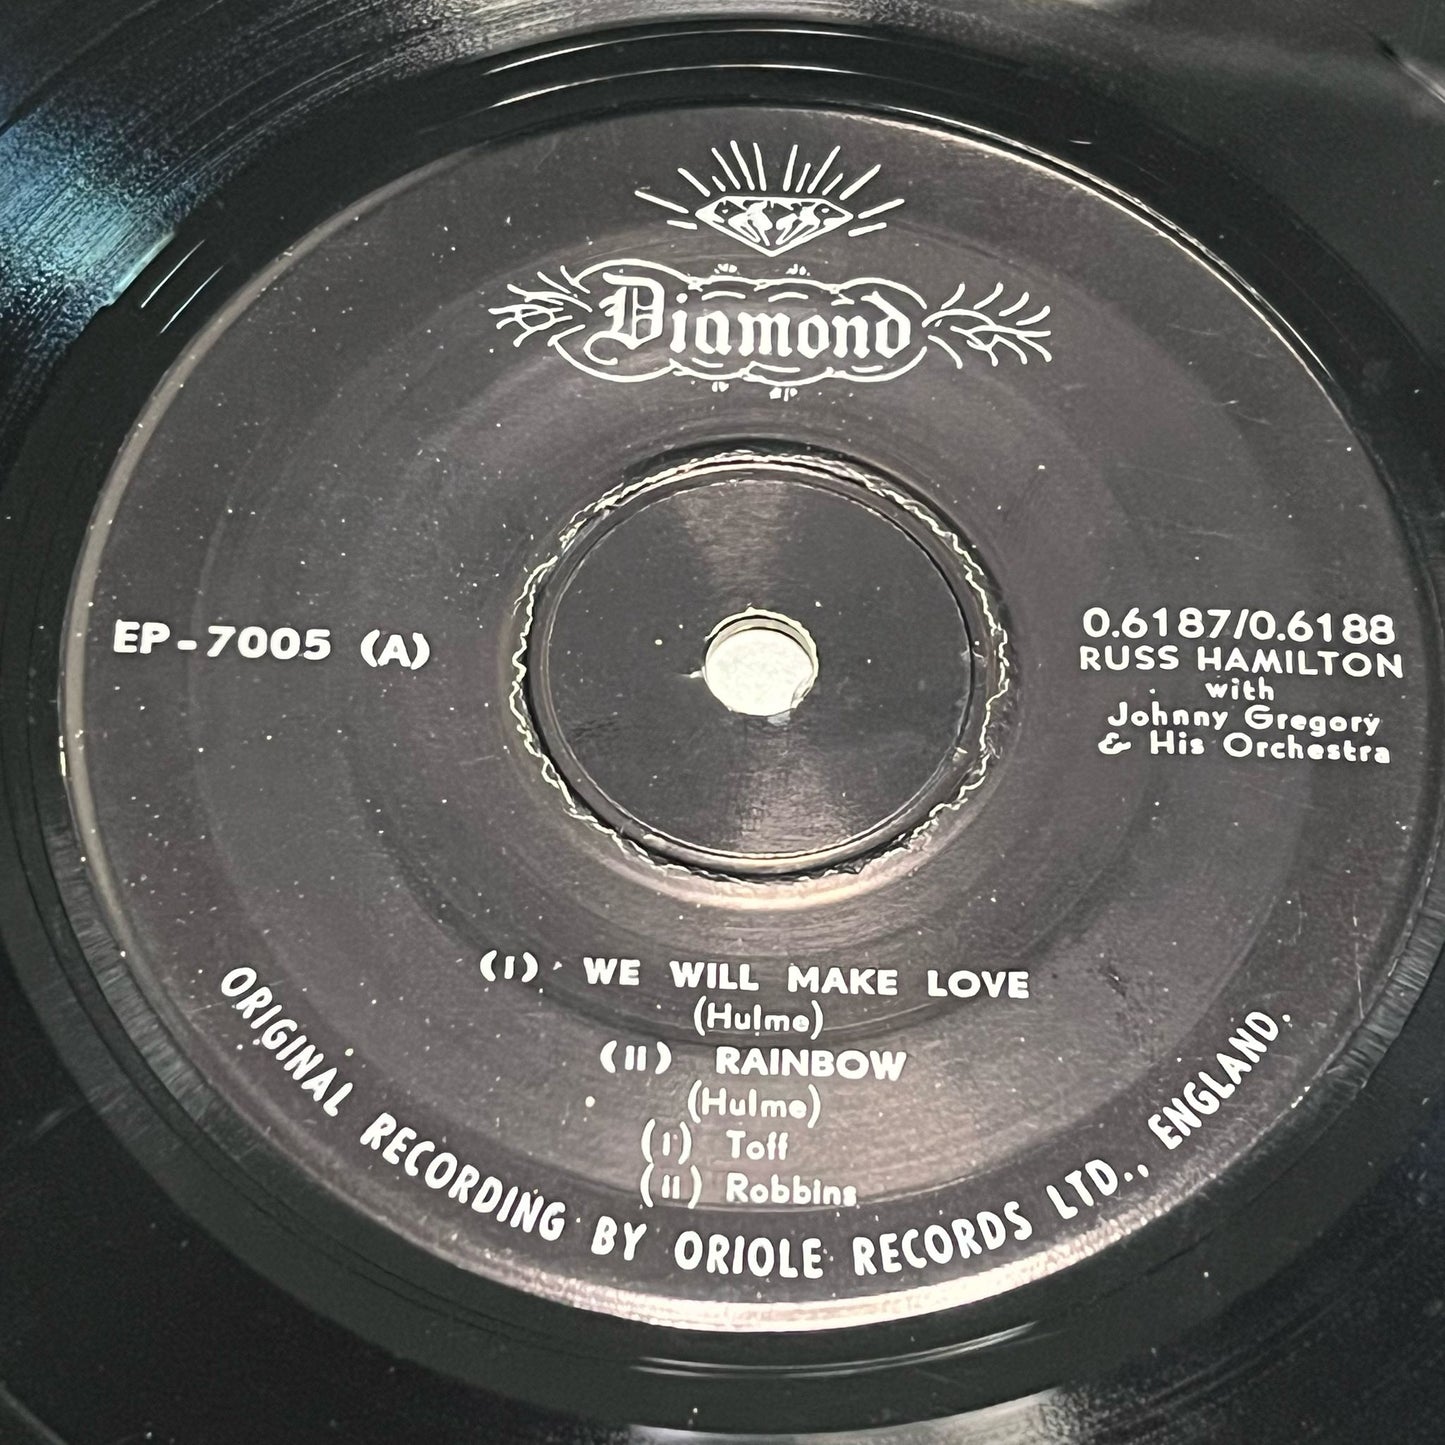 Diamond
EP-7005 (A)
0.6187/0.6188
RUSS HAMILTON
with
Johnny Gregory
& His Orchestra
(I) WE WILL MAKE LOVE
(Hulme)
(II) RAINBOW
(Hulme)
(I) Toff
(II) Robbins
ORIGINAL RECORDING BY ORIOLE RECORDS LTD., ENGLAND.